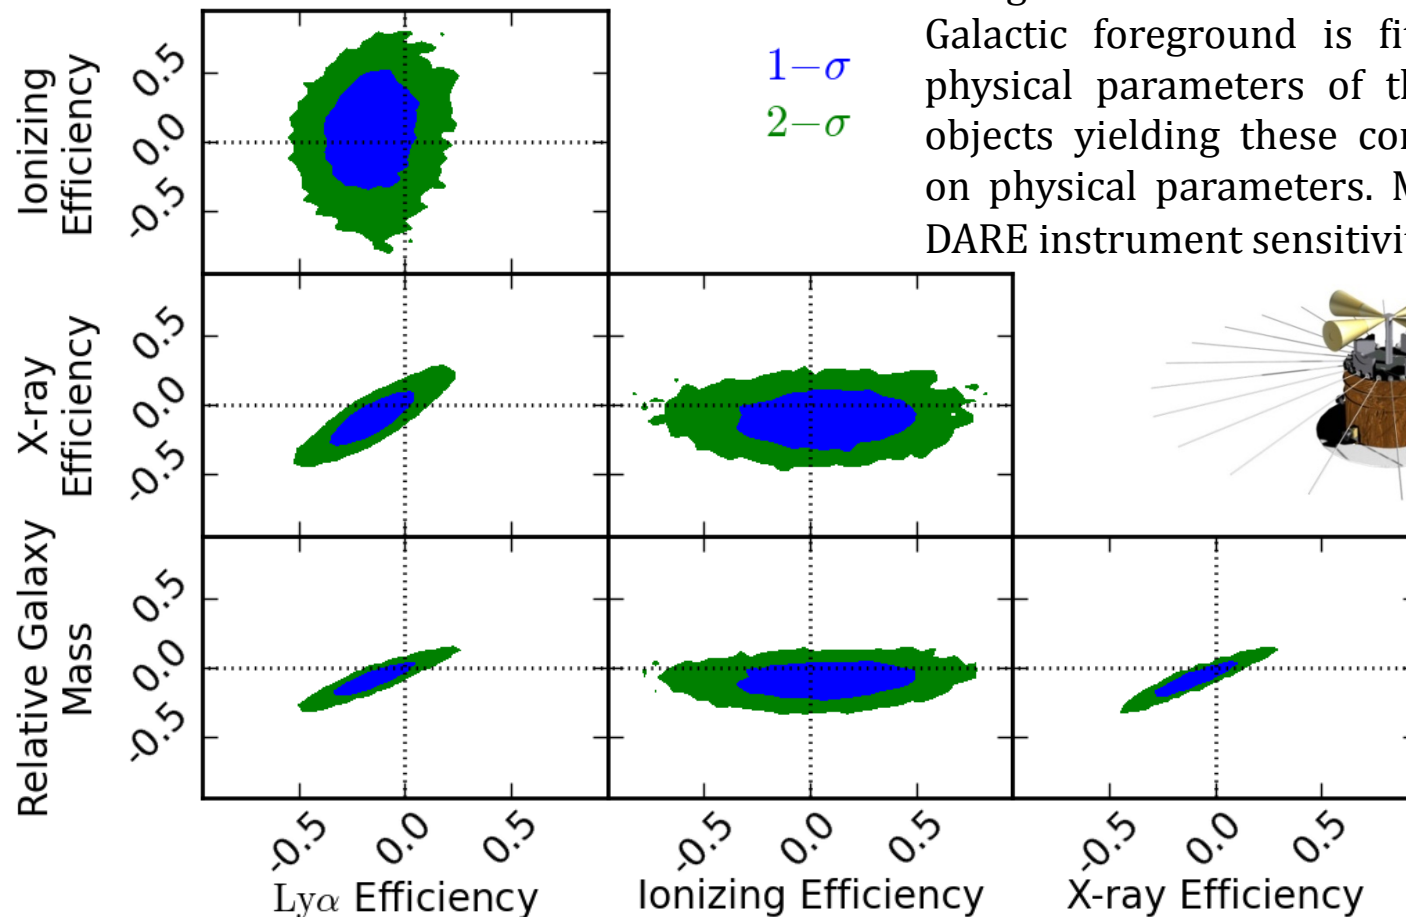 Galactic foreground is fi
physical parameters of th
objects yielding these co
on physical parameters.
DARE instrument sensitivi
1−σ
2−σ
Ionizing
Efficiency
0.5
0.0
-0.5
X-ray
Efficiency
0.5
0.0
-0.5
Relative Galaxy
Mass
0.5
0.0
-0.5
-0.5 0.0 0.5 -0.5 0.0 0.5 -0.5 0.0 0.5
Lyα Efficiency Ionizing Efficiency X-ray Efficiency